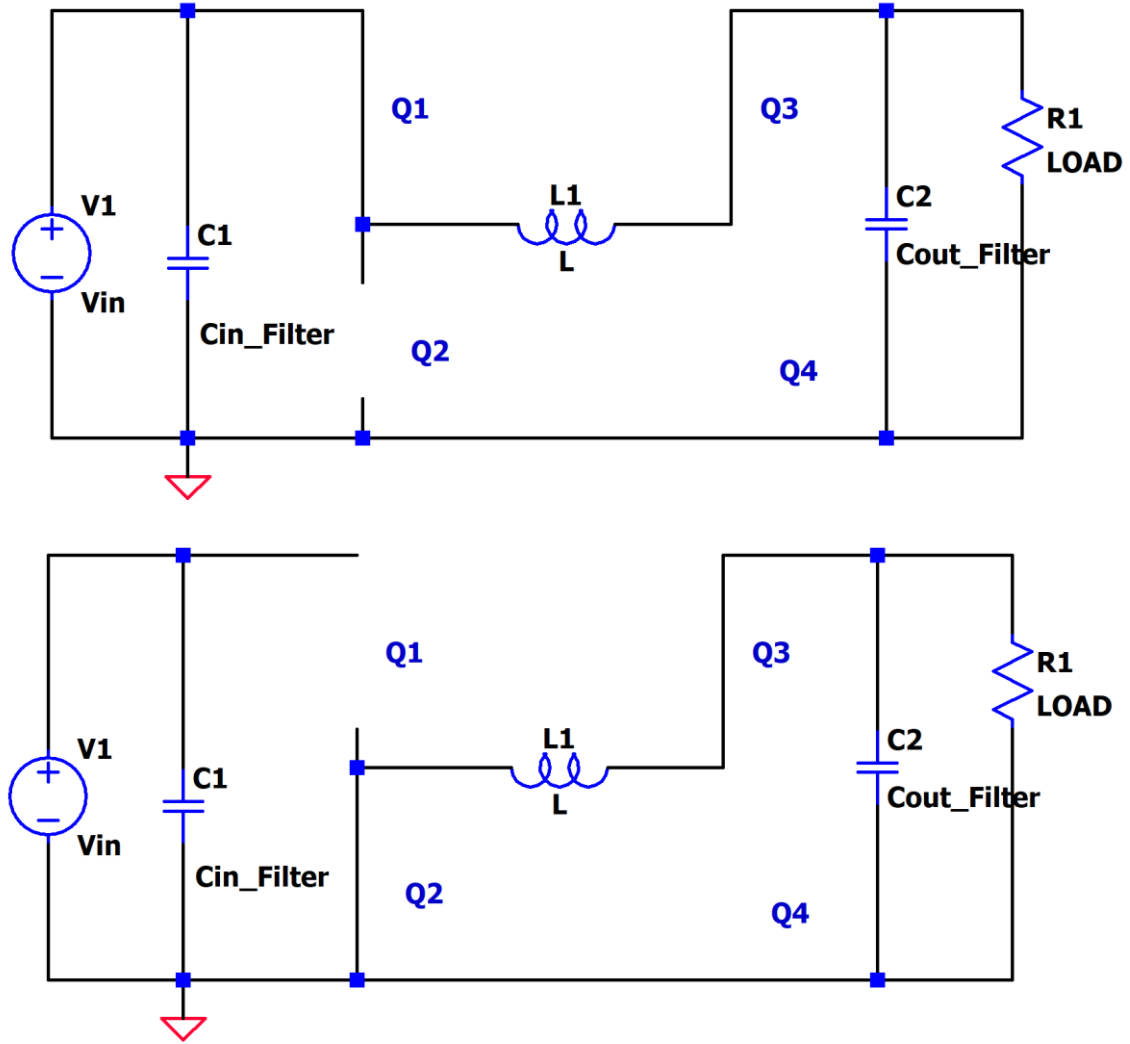 Q1
Q3
R1
LOAD
L1
V1
C2
C1
L
Cout_Filter
Vin
Cin_Filter
Q2
Q4
Q1
Q3
R1
LOAD
L1
V1
C2
C1
L
Cout_Filter
Vin
Cin_Filter
Q2
Q4